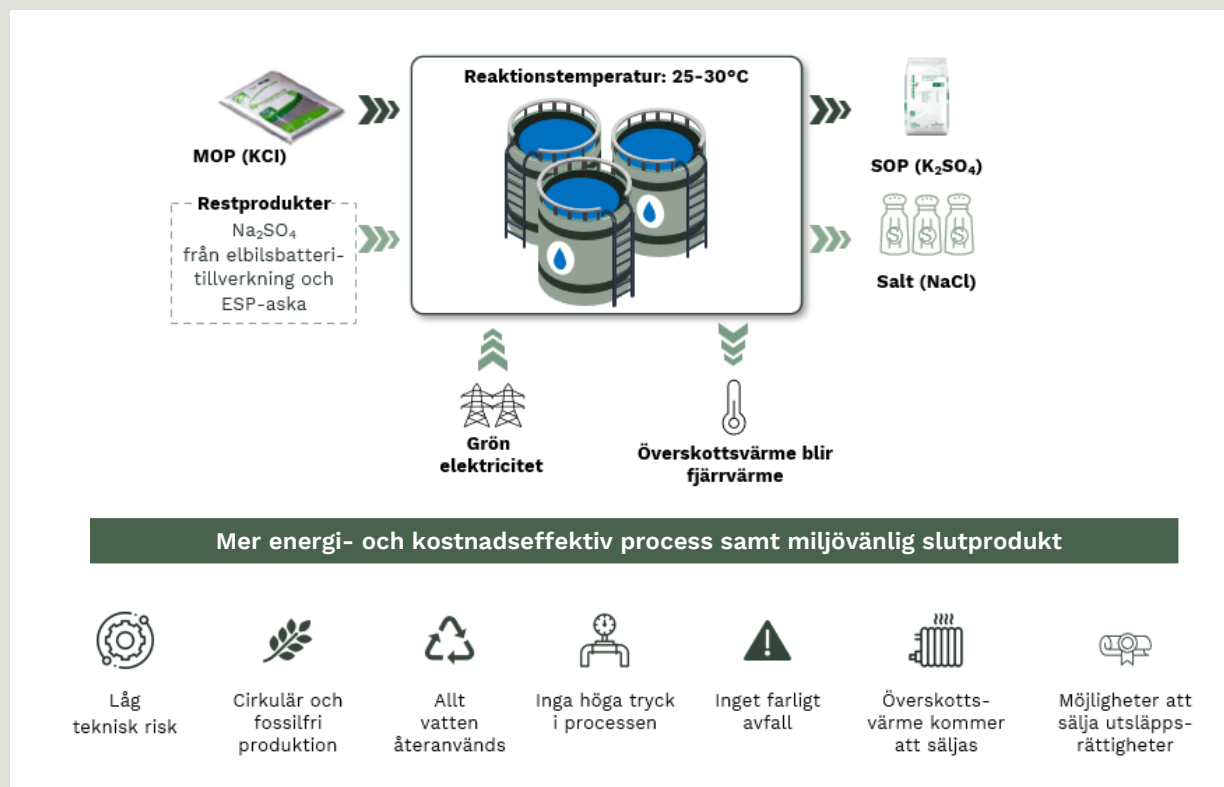 Reaktionstemperatur: 25-30°C
MOP (KCl)
SOP (K₂SO₄)
Restprodukter
Na₂SO₄
från elbilsbatteri-
tillverkning och
ESP-aska
Salt (NaCl)
Grön
elektricitet
Överskottsvärme blir
fjärrvärme
Mer energi- och kostnadseffektiv process samt miljövänlig slutprodukt
Låg
teknisk risk
Cirkulär och
fossilfri
produktion
Allt
vatten
återanvänds
Inga höga tryck
i processen
Inget farligt
avfall
Överskotts-
värme kommer
att säljas
Möjligheter att
sälja utsläpps-
rättigheter